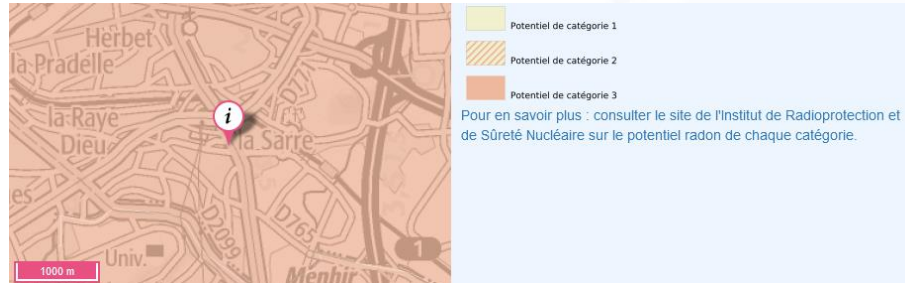 Herbet
la Pradelle
la Raye
Dieu
la Sarre
i
es
D2099
D765
1
Univ.
Ménhir
1000 m
Potentiel de catégorie 1
Potentiel de catégorie 2
Potentiel de catégorie 3
Pour en savoir plus : consulter le site de l'Institut de Radioprotection et
de Sûreté Nucléaire sur le potentiel radon de chaque catégorie.